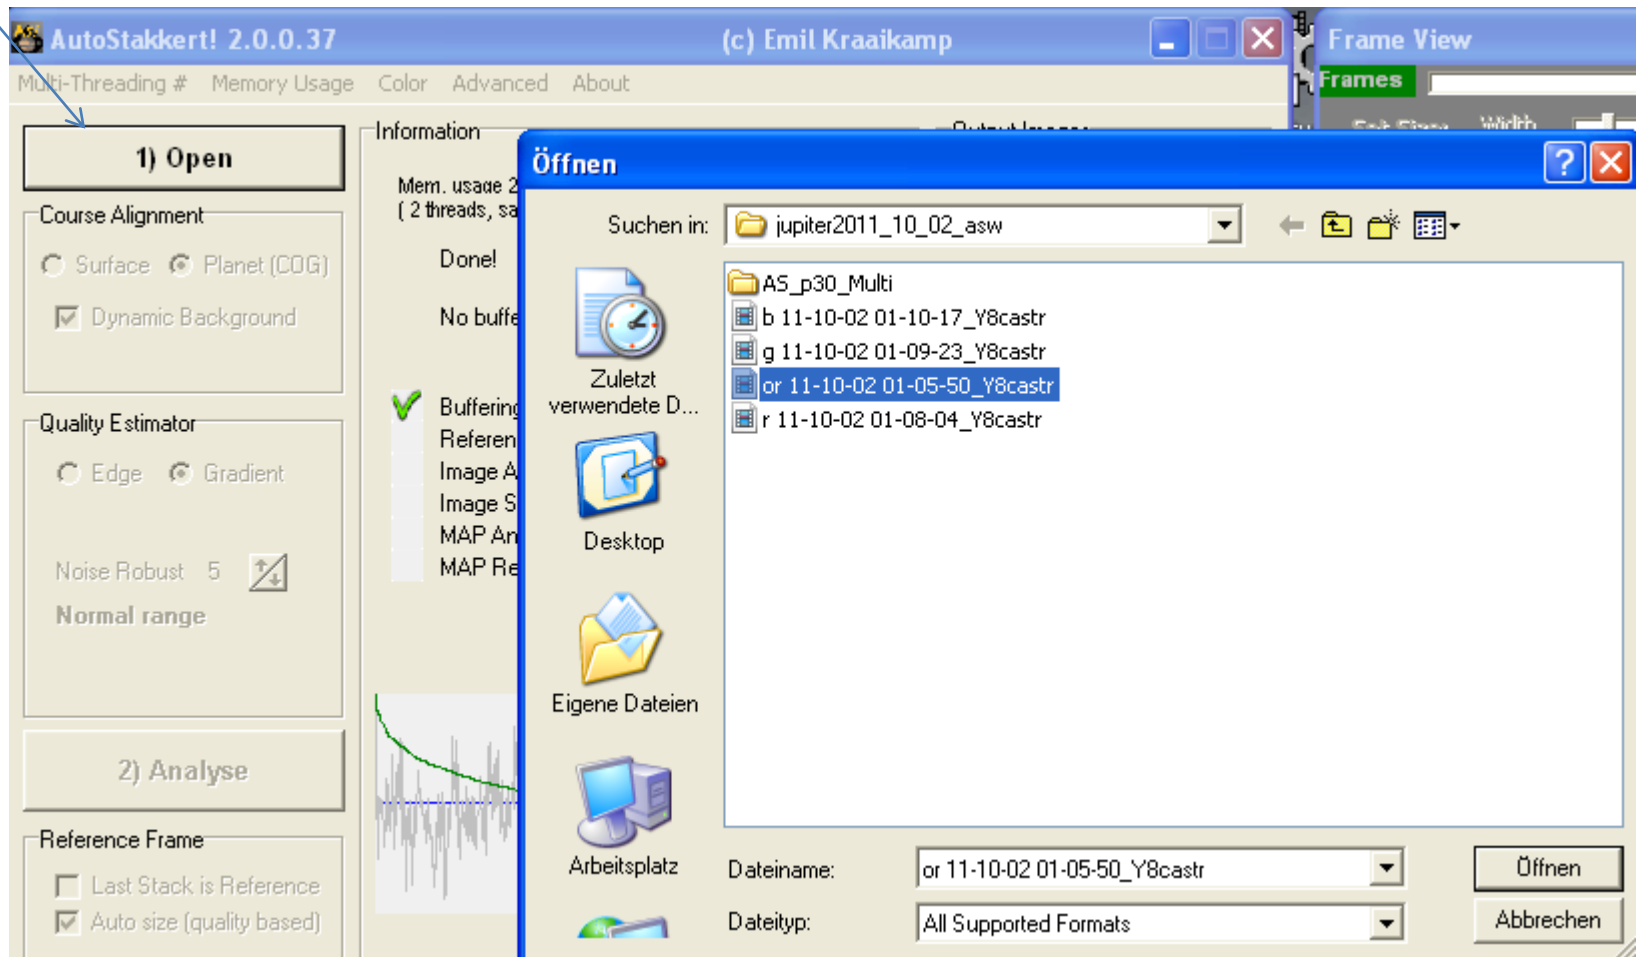 AutoStakkert! 2.0.0.37 (c) Emil Kraaikamp
Multi-Threading # Memory Usage Color Advanced About
1) Open
Course Alignment
Surface Planet (COG)
Dynamic Background
Quality Estimator
Edge Gradient
Noise Robust 5
Normal range
2) Analyse
Reference Frame
Last Stack is Reference
Auto size (quality based)
Information
Mem. usage 2
( 2 threads, sa
Done!
No buffe
Buffering
Referen
Image A
Image S
MAP An
MAP Re
Frame View
Frames
Width
Öffnen
Suchen in: jupiter2011_10_02_asw
Zuletzt
verwendete D...
Desktop
Eigene Dateien
Arbeitsplatz
AS_p30_Multi
b 11-10-02 01-10-17_Y8castr
g 11-10-02 01-09-23_Y8castr
or 11-10-02 01-05-50_Y8castr
r 11-10-02 01-08-04_Y8castr
Dateiname: or 11-10-02 01-05-50_Y8castr Öffnen
Dateityp: All Supported Formats Abbrechen